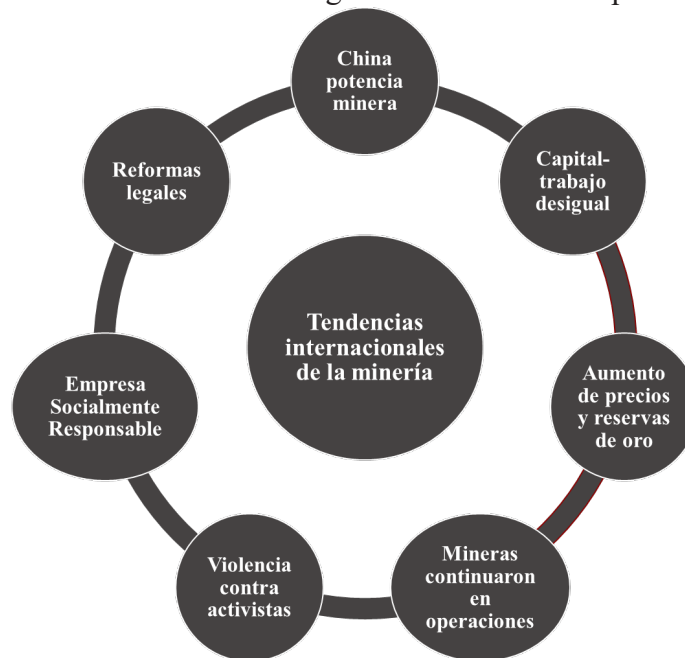 China
potencia
minera
Capital-
trabajo
desigual
Aumento
de precios
y reservas
de oro
Mineras
continuaron
en
operaciones
Violencia
contra
activistas
Empresa
Socialmente
Responsable
Reformas
legales
Tendencias
internacionales
de la minería